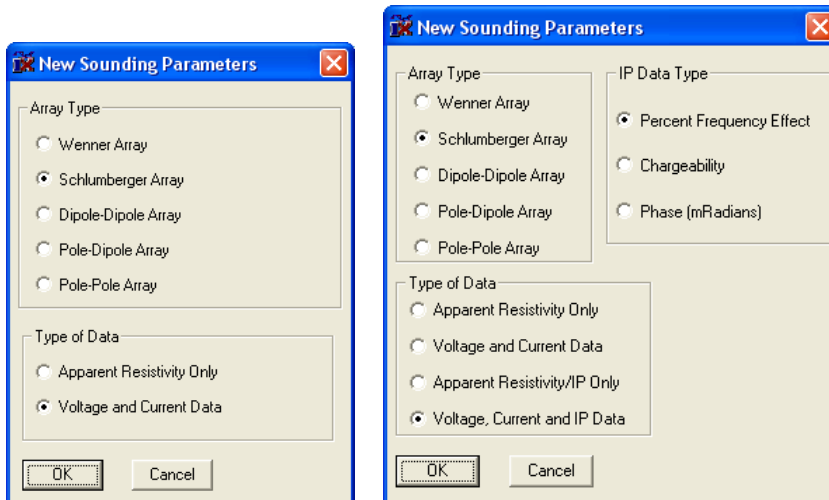 New Sounding Parameters
Array Type
Wenner Array
Schlumberger Array
Dipole-Dipole Array
Pole-Dipole Array
Pole-Pole Array
Type of Data
Apparent Resistivity Only
Voltage and Current Data
OK
Cancel
New Sounding Parameters
Array Type
Wenner Array
Schlumberger Array
Dipole-Dipole Array
Pole-Dipole Array
Pole-Pole Array
IP Data Type
Percent Frequency Effect
Chargeability
Phase (mRadians)
Type of Data
Apparent Resistivity Only
Voltage and Current Data
Apparent Resistivity/IP Only
Voltage, Current and IP Data
OK
Cancel